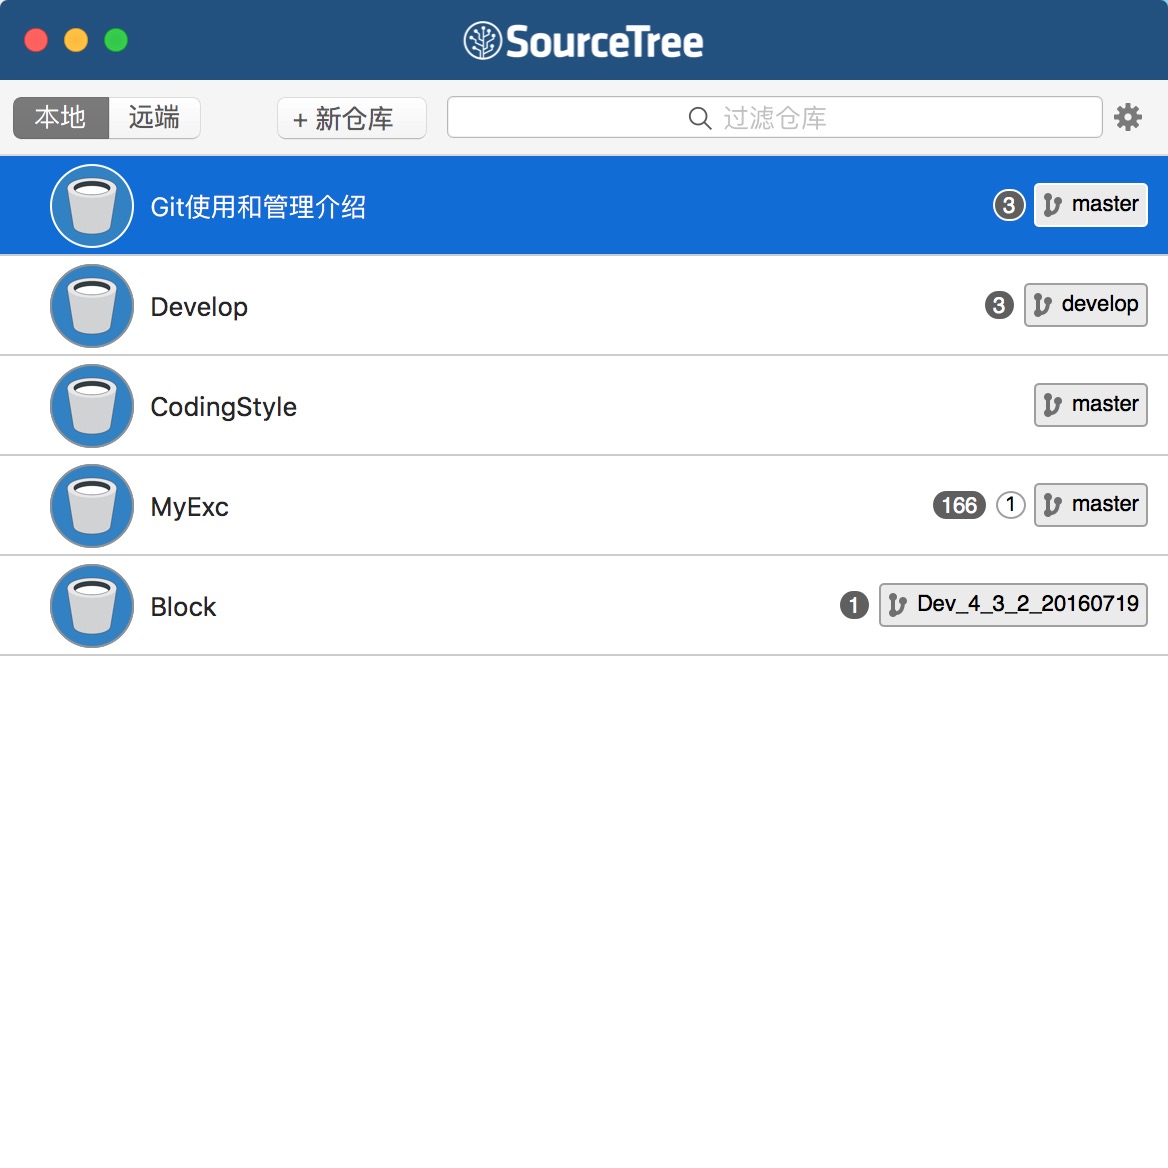 SourceTree
本地 远端 + 新仓库 过滤仓库
Git使用和管理介绍 3 master
Develop 3 develop
CodingStyle master
MyExc 166 1 master
Block 1 Dev_4_3_2_20160719